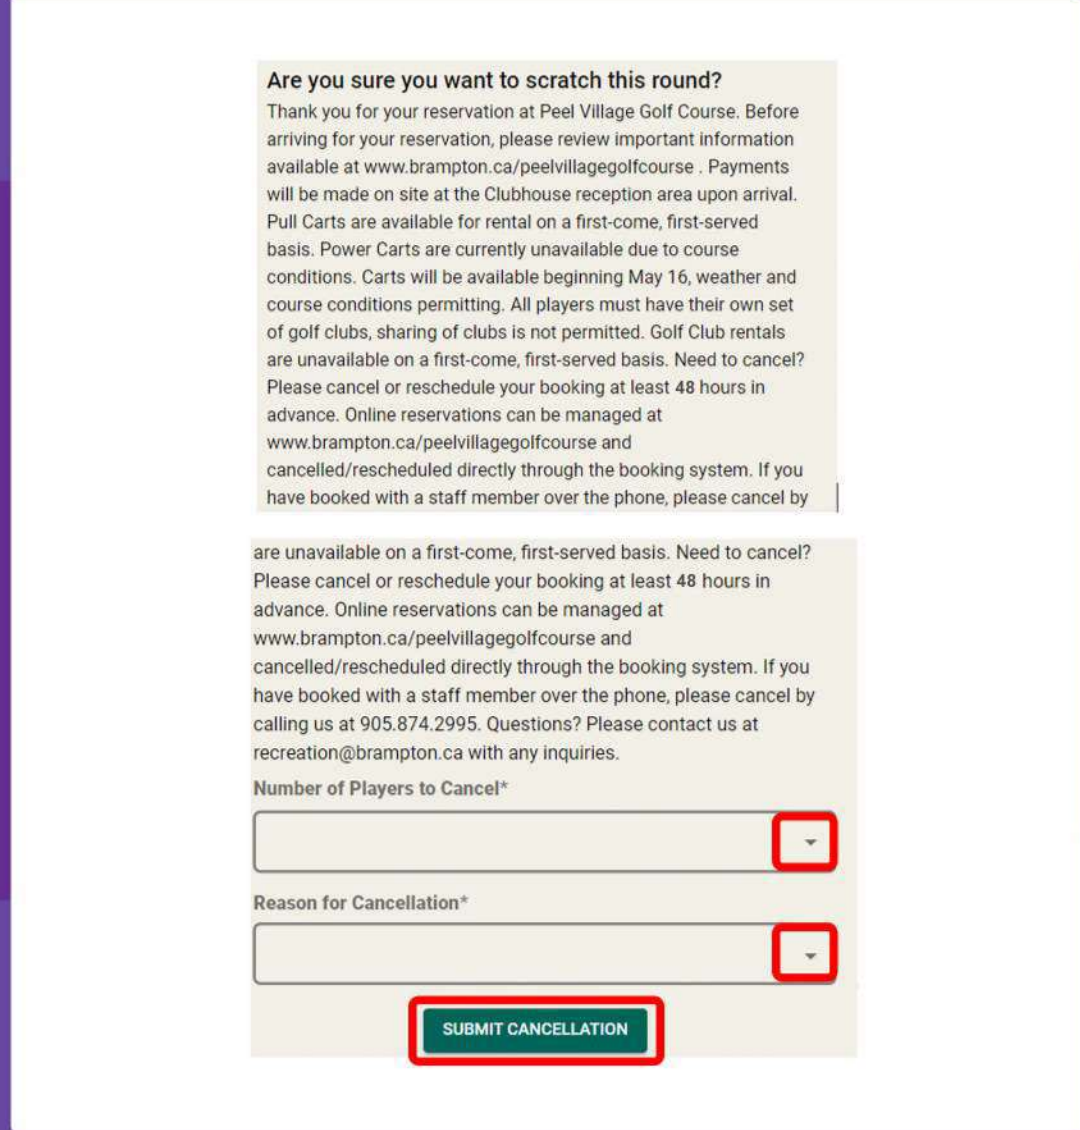 Are you sure you want to scratch this round?
Thank you for your reservation at Peel Village Golf Course. Before
arriving for your reservation, please review important information
available at www.brampton.ca/peelvillagegolfcourse . Payments
will be made on site at the Clubhouse reception area upon arrival.
Pull Carts are available for rental on a first-come, first-served
basis. Power Carts are currently unavailable due to course
conditions. Carts will be available beginning May 16, weather and
course conditions permitting. All players must have their own set
of golf clubs, sharing of clubs is not permitted. Golf Club rentals
are unavailable on a first-come, first-served basis. Need to cancel?
Please cancel or reschedule your booking at least 48 hours in
advance. Online reservations can be managed at
www.brampton.ca/peelvillagegolfcourse and
cancelled/rescheduled directly through the booking system. If you
have booked with a staff member over the phone, please cancel by
are unavailable on a first-come, first-served basis. Need to cancel?
Please cancel or reschedule your booking at least 48 hours in
advance. Online reservations can be managed at
www.brampton.ca/peelvillagegolfcourse and
cancelled/rescheduled directly through the booking system. If you
have booked with a staff member over the phone, please cancel by
calling us at 905.874.2995. Questions? Please contact us at
recreation@brampton.ca with any inquiries.
Number of Players to Cancel*
Reason for Cancellation*
SUBMIT CANCELLATION